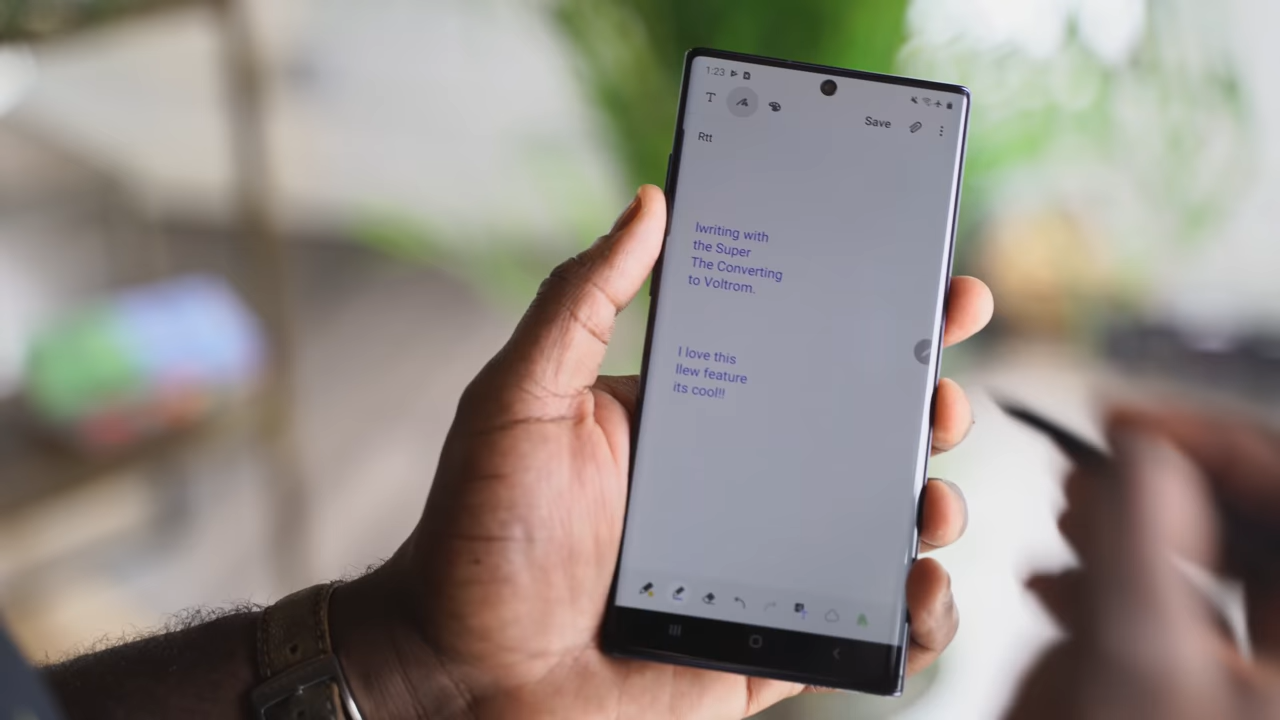 1:23
T
Save
Rtt
Iwriting with
the Super
The Converting
to Voltrom.
I love this
llew feature
its cool!!